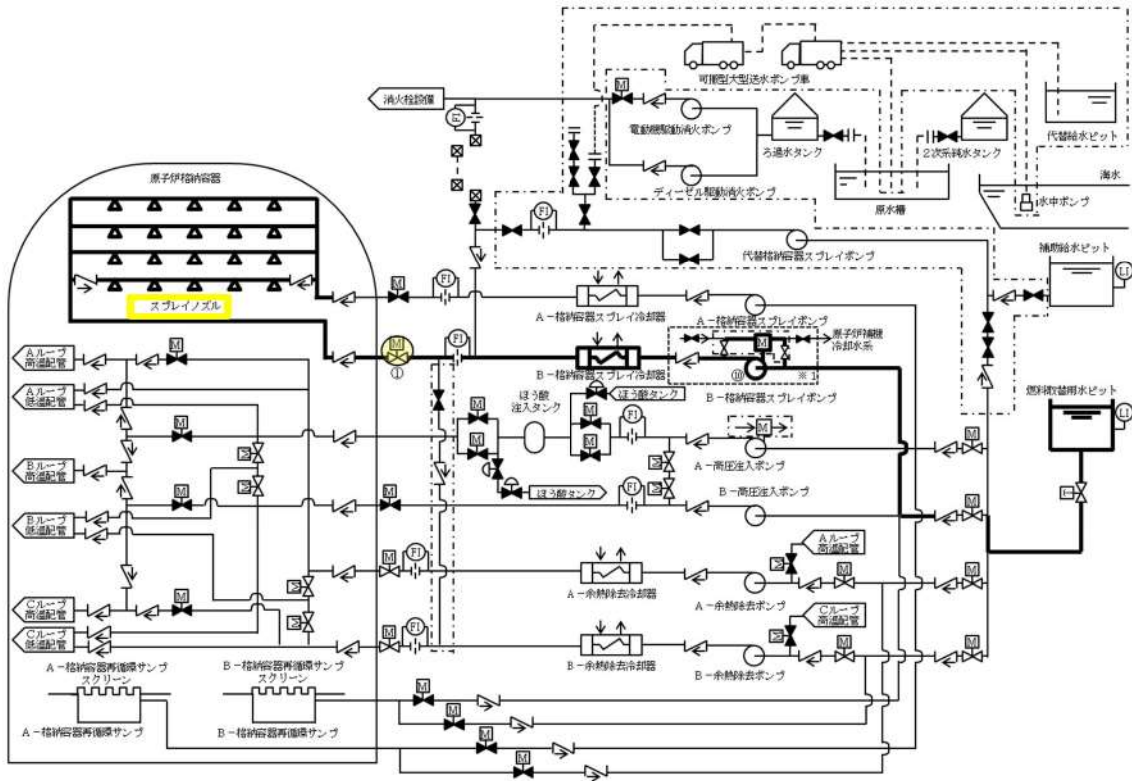 可搬型大型送水ポンプ車
消火栓設備
FI
M
電動機駆動消火ポンプ
ろ過水タンク
2次系純水タンク
代替給水ピット
海水
原子炉格納容器
ディーゼル駆動消火ポンプ
原水槽
水中ポンプ
FI
補助給水ピット
LI
代替格納容器スプレイポンプ
スプレイノズル
M
FI
A-格納容器スプレイ冷却器
A-格納容器スプレイポンプ
原子炉補機
冷却水系
M
①
FI
B-格納容器スプレイ冷却器
M
⑩
※1
B-格納容器スプレイポンプ
燃料取替用水ピット
LI
Aループ
高温配管
M
Aループ
低温配管
ほう酸
注入タンク
ほう酸タンク
M
M
M
M
M
FI
M
M
A-高圧注入ポンプ
ほう酸タンク
Bループ
高温配管
M
M
M
M
FI
B-高圧注入ポンプ
M
Bループ
低温配管
M
Aループ
高温配管
M
M
FI
A-余熱除去冷却器
M
A-余熱除去ポンプ
M
M
Cループ
高温配管
M
M
Cループ
高温配管
Cループ
低温配管
M
FI
B-余熱除去冷却器
M
B-余熱除去ポンプ
M
M
A-格納容器再循環サンプ
スクリーン
B-格納容器再循環サンプ
スクリーン
M
M
A-格納容器再循環サンプ
B-格納容器再循環サンプ
M
M